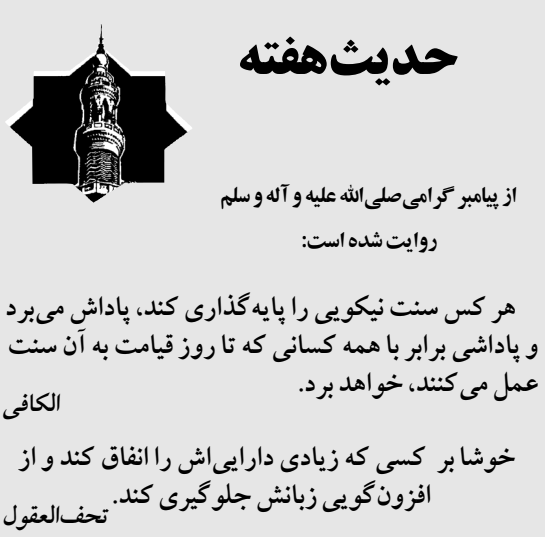 حدیث‌هفته
از پیامبر گرامی صلی‌الله علیه و آله و سلم
روایت شده است:
هر کس سنت نیکویی را پایه‌گذاری کند، پاداش می‌برد
و پاداشی برابر با همه کسانی که تا روز قیامت به آن سنت
عمل می‌کنند، خواهد برد.
الکافی
خوشا بر کسی که زیادی دارایی‌اش را انفاق کند و از
افزون‌گویی زبانش جلوگیری کند.
تحف‌العقول